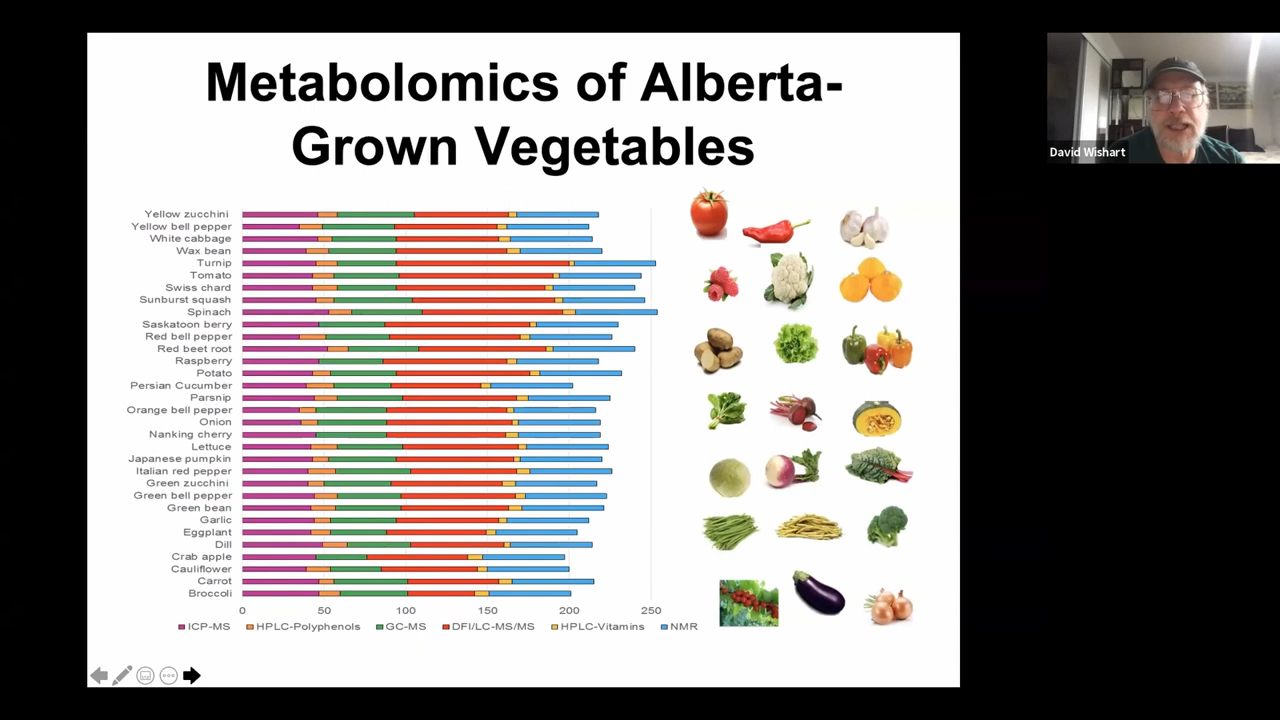 Metabolomics of Alberta-
Grown Vegetables
David Wishart
Yellow zucchini
Yellow bell pepper
White cabbage
Wax bean
Turnip
Tomato
Swiss chard
Sunburst squash
Spinach
Saskatoon berry
Red bell pepper
Red beet root
Raspberry
Potato
Persian Cucumber
Parsnip
Orange bell pepper
Onion
Nanking cherry
Lettuce
Japanese pumpkin
Italian red pepper
Green zucchini
Green bell pepper
Green bean
Garlic
Eggplant
Dill
Crab apple
Cauliflower
Carrot
Broccoli
0 50 100 150 200 250
ICP-MS HPLC-Polyphenols GC-MS DFI/LC-MS/MS HPLC-Vitamins NMR